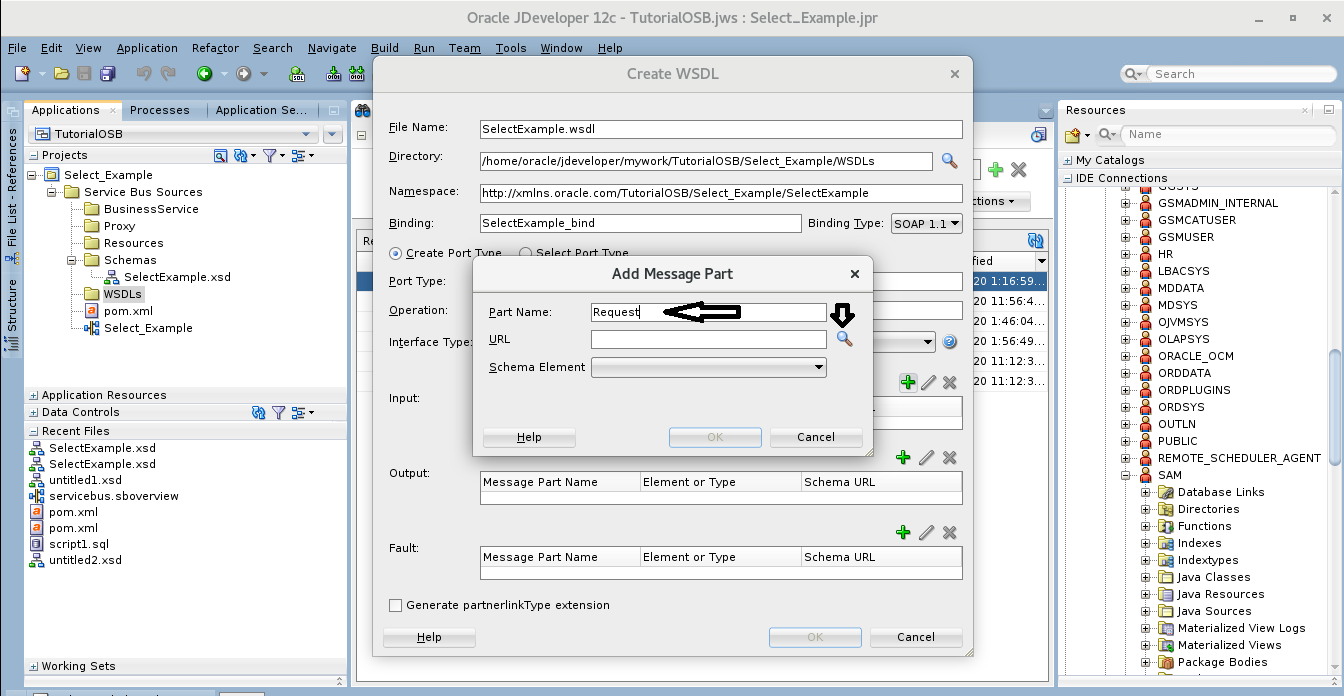 Oracle JDeveloper 12c - TutorialOSB.jws : Select_Example.jpr
File Edit View Application Refactor Search Navigate Build Run Team Tools Window Help
Search
File List - References
Structure
Applications Processes Application Se...
TutorialOSB
Projects
Select_Example
Service Bus Sources
BusinessService
Proxy
Resources
Schemas
SelectExample.xsd
WSDLs
pom.xml
Select_Example
Application Resources
Data Controls
Recent Files
SelectExample.xsd
SelectExample.xsd
untitled1.xsd
servicebus.sboverview
pom.xml
pom.xml
script1.sql
untitled2.xsd
Working Sets
Create WSDL
File Name: SelectExample.wsdl
Directory: /home/oracle/jdeveloper/mywork/TutorialOSB/Select_Example/WSDLs
Namespace: http://xmlns.oracle.com/TutorialOSB/Select_Example/SelectExample
Binding: SelectExample_bind Binding Type: SOAP 1.1
Create Port Type Select Port Type
Port Type:
Operation:
Interface Type:
Input:
Output:
Message Part Name Element or Type Schema URL
Fault:
Message Part Name Element or Type Schema URL
Generate partnerlinkType extension
Help OK Cancel
Add Message Part
Part Name: Request
URL
Schema Element
Help OK Cancel
Re
ctions
fied
20 1:16:59...
20 11:56:4...
20 1:46:04...
20 1:56:49...
20 11:12:3...
20 11:12:3...
Resources
Name
My Catalogs
IDE Connections
GGSYS
GSMADMIN_INTERNAL
GSMCATUSER
GSMUSER
HR
LBACSYS
MDDATA
MDSYS
OJVMSYS
OLAPSYS
ORACLE_OCM
ORDDATA
ORDPLUGINS
ORDSYS
OUTLN
PUBLIC
REMOTE_SCHEDULER_AGENT
SAM
Database Links
Directories
Functions
Indexes
Indextypes
Java Classes
Java Resources
Java Sources
Materialized View Logs
Materialized Views
Package Bodies